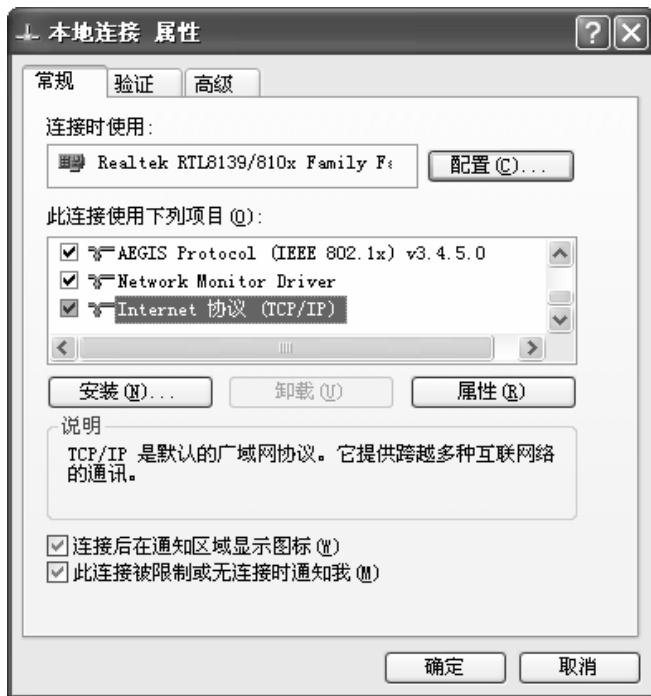 本地连接 属性
常规 验证 高级
连接时使用:
Realtek RTL8139/810x Family Fa 配置(C)...
此连接使用下列项目(O):
AEGIS Protocol (IEEE 802.1x) v3.4.5.0
Network Monitor Driver
Internet 协议 (TCP/IP)
安装(N)... 卸载(U) 属性(R)
说明
TCP/IP 是默认的广域网协议。它提供跨越多种互联网络
的通讯。
连接后在通知区域显示图标(W)
此连接被限制或无连接时通知我(M)
确定 取消